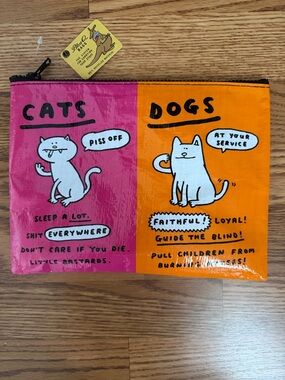 CATS
PISS OFF
SLEEP A LOT.
SHIT EVERYWHERE
DON'T CARE IF YOU DIE.
LITTLE BASTARDS.
DOGS
AT YOUR
SERVICE
FAITHFUL! LOYAL!
GUIDE THE BLIND!
PULL CHILDREN FROM